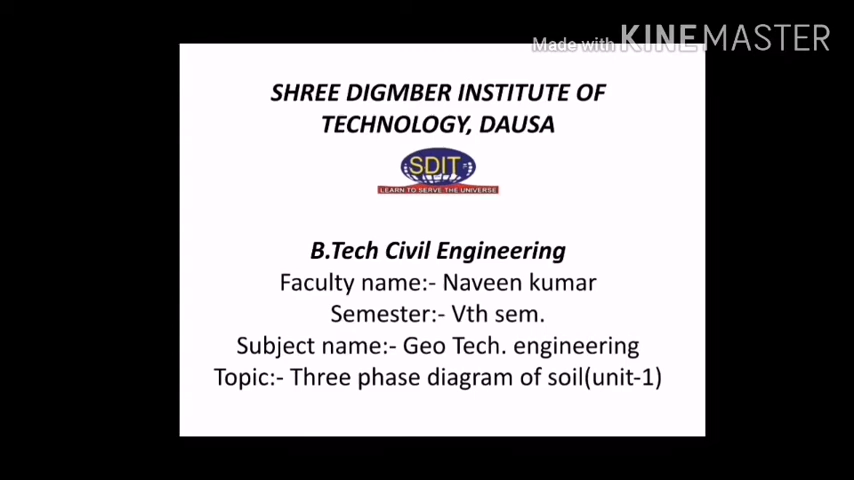 Made with KINEMASTER
SHREE DIGMBER INSTITUTE OF
TECHNOLOGY, DAUSA
SDIT
LEARN TO SERVE THE UNIVERSE
B.Tech Civil Engineering
Faculty name:- Naveen kumar
Semester:- Vth sem.
Subject name:- Geo Tech. engineering
Topic:- Three phase diagram of soil(unit-1)